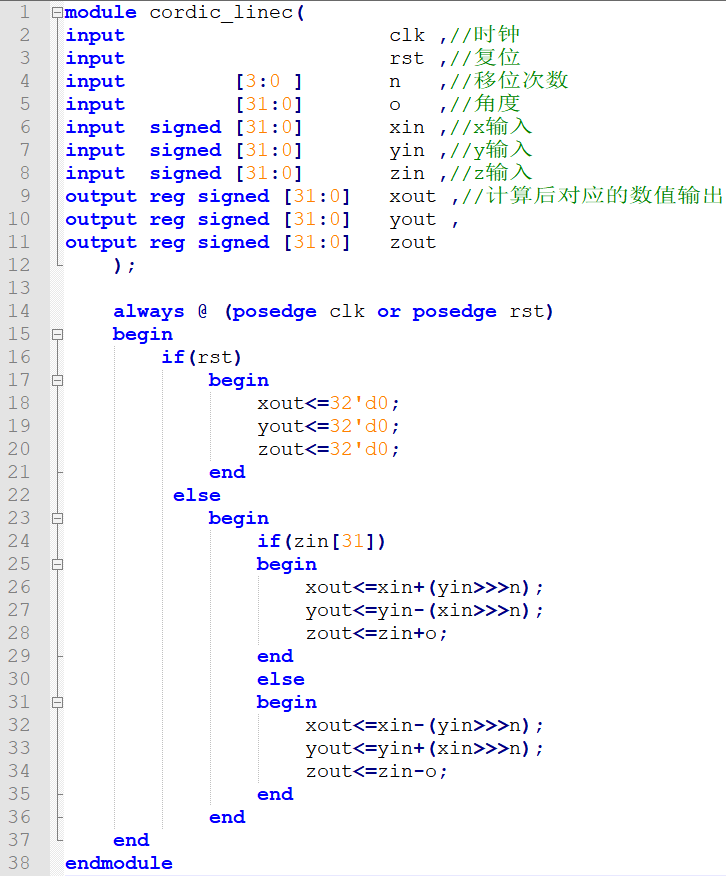 1 module cordic_linec(
2 input clk ,//时钟
3 input rst ,//复位
4 input [3:0 ] n ,//移位次数
5 input [31:0] o ,//角度
6 input signed [31:0] xin ,//x输入
7 input signed [31:0] yin ,//y输入
8 input signed [31:0] zin ,//z输入
9 output reg signed [31:0] xout ,//计算后对应的数值输出
10 output reg signed [31:0] yout ,
11 output reg signed [31:0] zout
12 );
13
14 always @ (posedge clk or posedge rst)
15 begin
16 if(rst)
17 begin
18 xout<=32'd0;
19 yout<=32'd0;
20 zout<=32'd0;
21 end
22 else
23 begin
24 if(zin[31])
25 begin
26 xout<=xin+(yin>>>n);
27 yout<=yin-(xin>>>n);
28 zout<=zin+o;
29 end
30 else
31 begin
32 xout<=xin-(yin>>>n);
33 yout<=yin+(xin>>>n);
34 zout<=zin-o;
35 end
36 end
37 end
38 endmodule